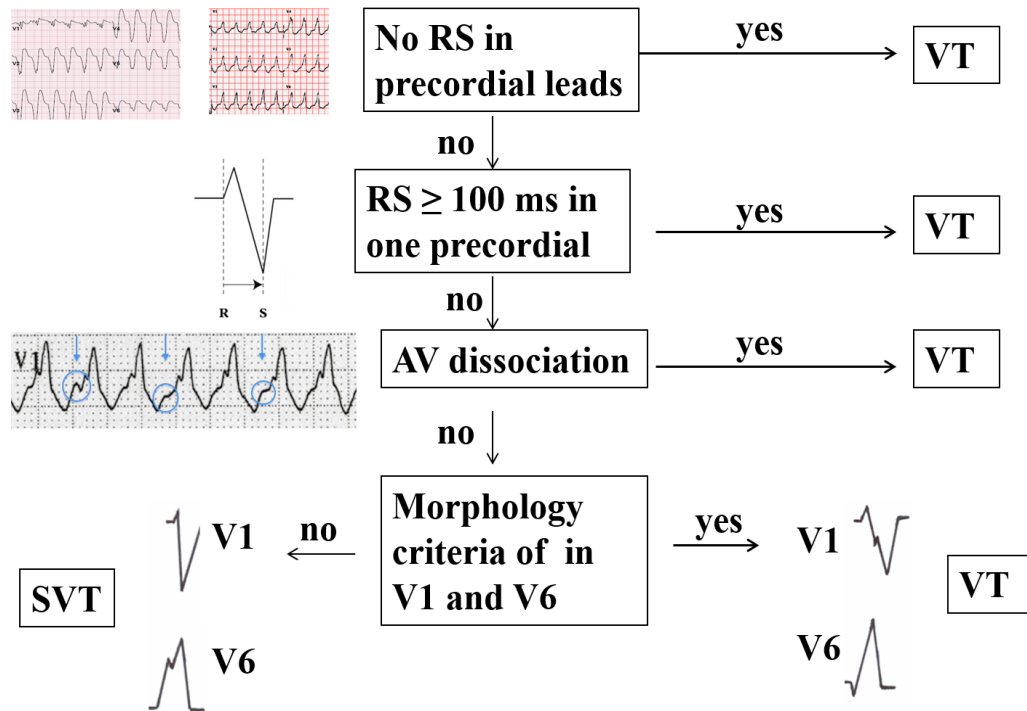 No RS in
precordial leads
yes
VT
no
RS ≥ 100 ms in
one precordial
yes
VT
R S
no
V1
AV dissociation
yes
VT
no
Morphology
criteria of in
V1 and V6
no
yes
V1
V6
SVT
V1
V6
VT